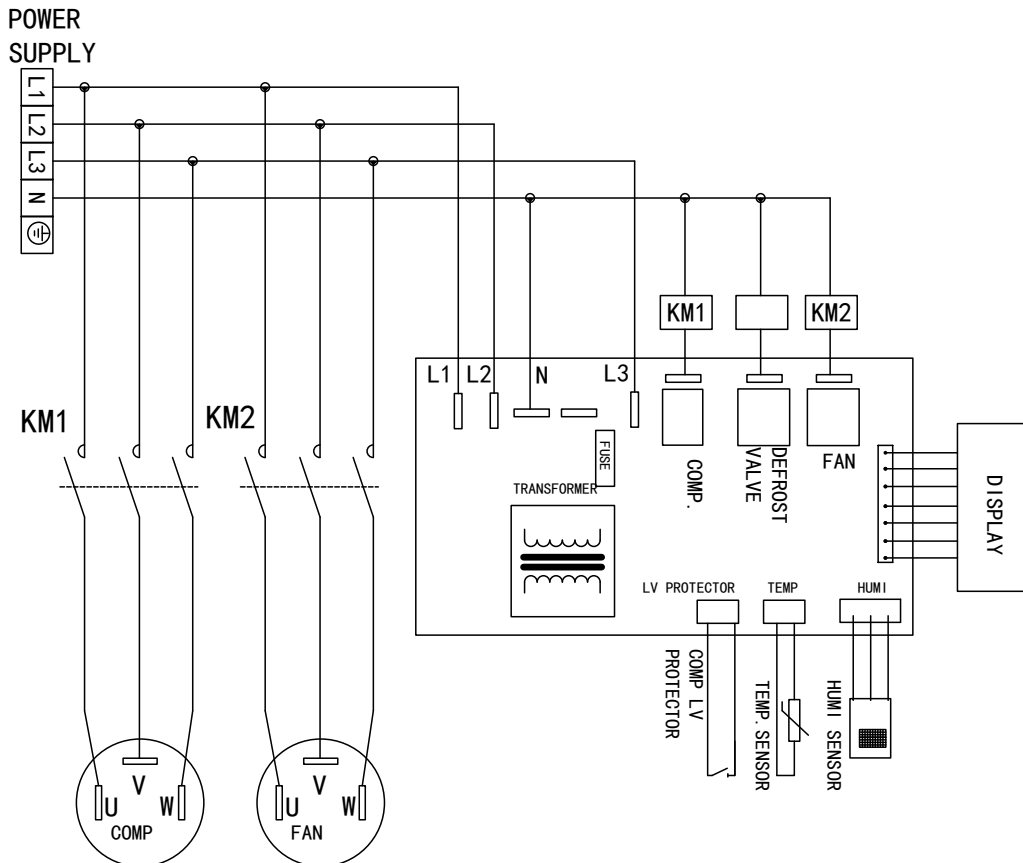 POWER
SUPPLY
L1
L2
L3
N
KM1
KM2
KM1
KM2
L1
L2
N
L3
FUSE
TRANSFORMER
COMP.
DEFROST
VALVE
FAN
DISPLAY
LV PROTECTOR
TEMP
HUMI
COMP LV
PROTECTOR
TEMP. SENSOR
HUMI SENSOR
V
U
W
COMP
V
U
W
FAN